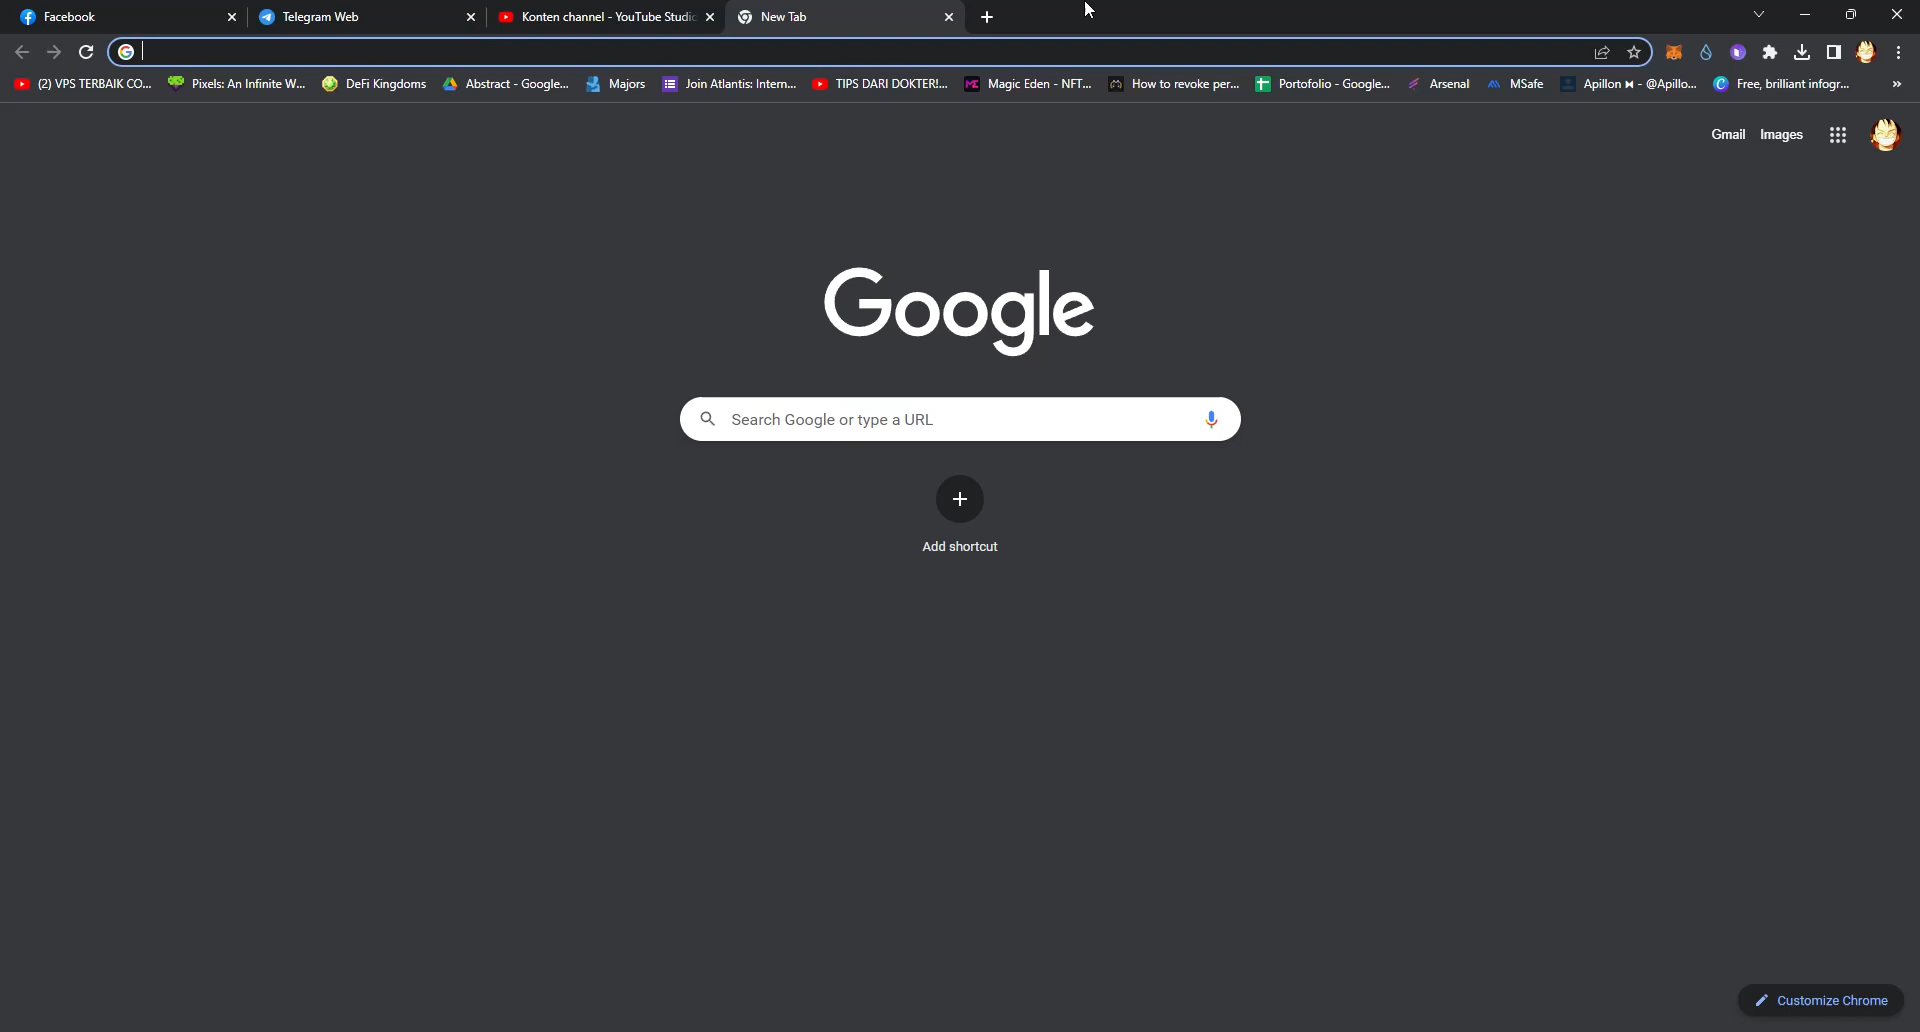 Facebook
Telegram Web
Konten channel - YouTube Studio
New Tab
(2) VPS TERBAIK CO...
Pixels: An Infinite W...
DeFi Kingdoms
Abstract - Google...
Majors
Join Atlantis: Intern...
TIPS DARI DOKTER!...
Magic Eden - NFT...
How to revoke per...
Portofolio - Google...
Arsenal
MSafe
Apillon ⧓ - @Apillo...
Free, brilliant infogr...
Gmail
Images
Google
Search Google or type a URL
Add shortcut
Customize Chrome